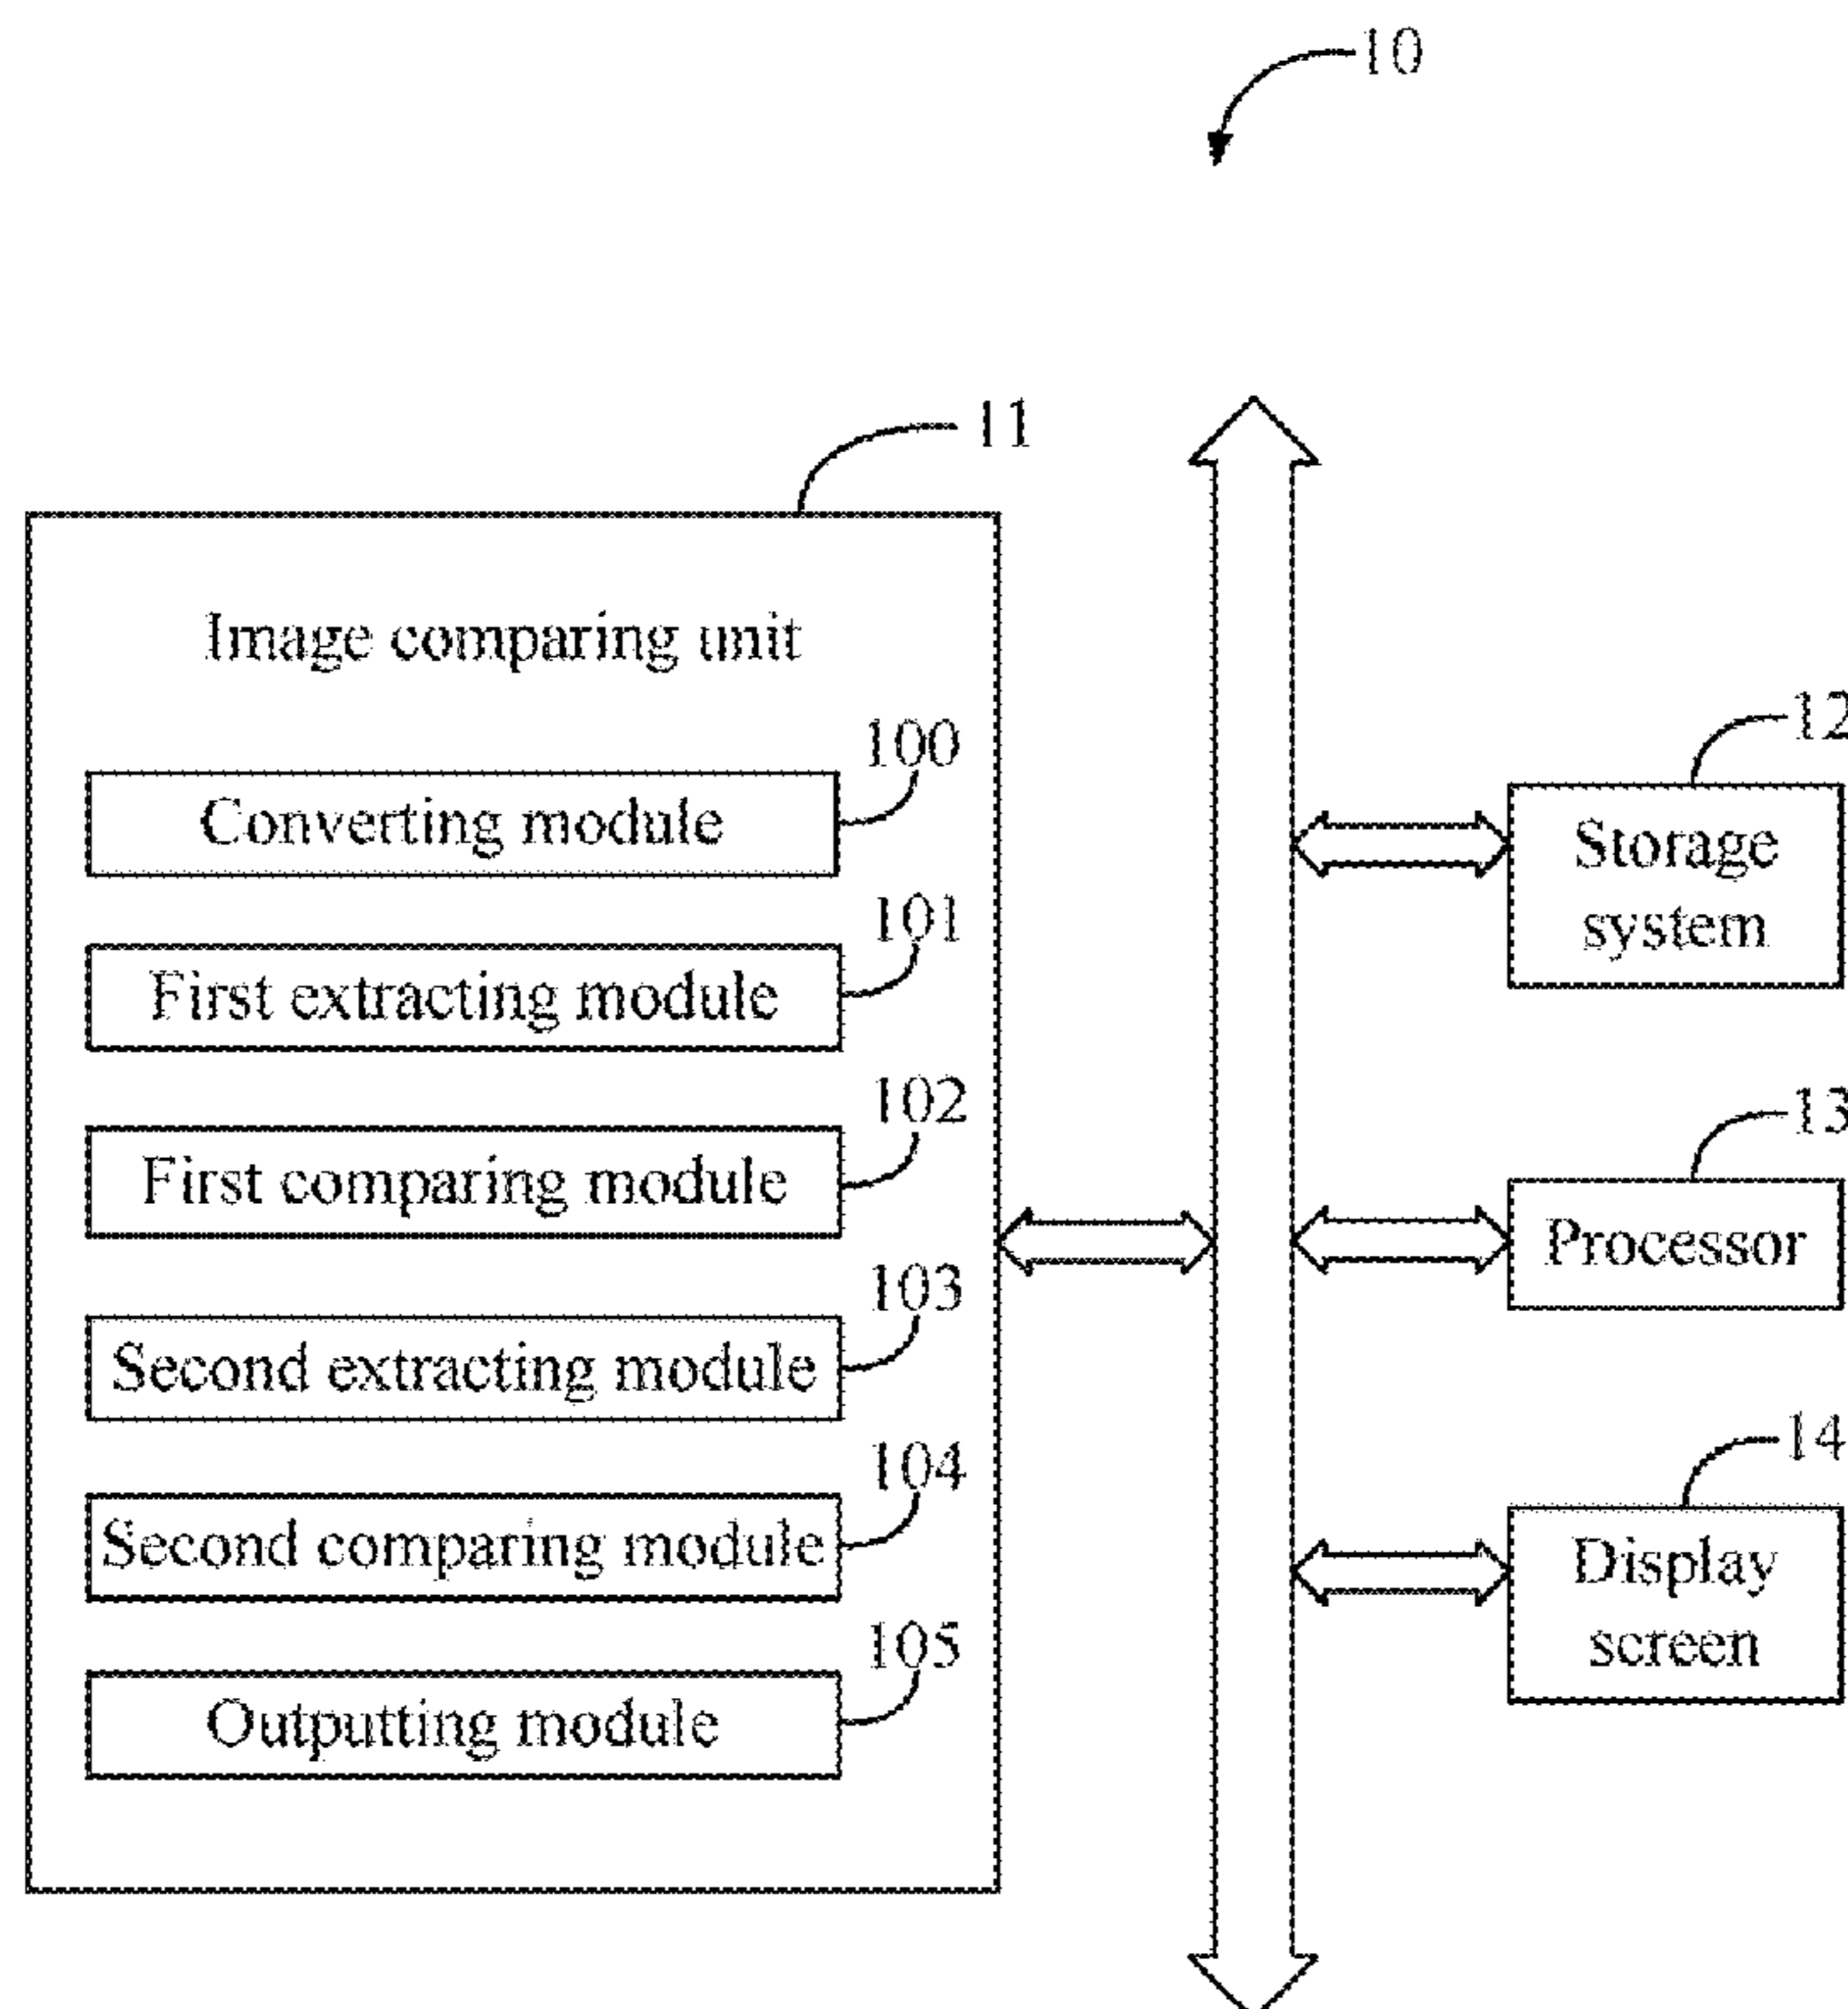 10
11
Image comparing unit
100
Converting module
101
First extracting module
102
First comparing module
103
Second extracting module
104
Second comparing module
105
Outputting module
12
Storage
system
13
Processor
14
Display
screen